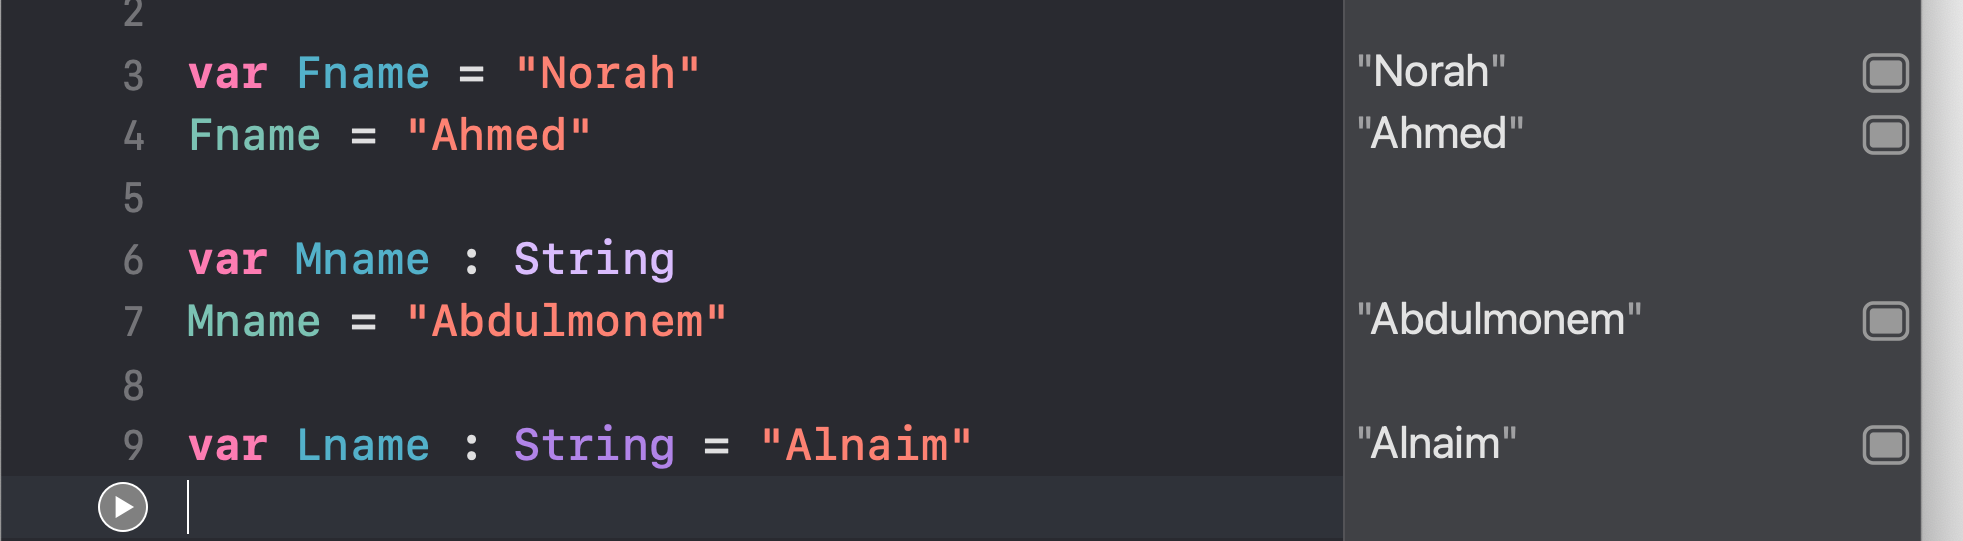 2
3 var Fname = "Norah" "Norah"
4 Fname = "Ahmed" "Ahmed"
5
6 var Mname : String
7 Mname = "Abdulmonem" "Abdulmonem"
8
9 var Lname : String = "Alnaim" "Alnaim"